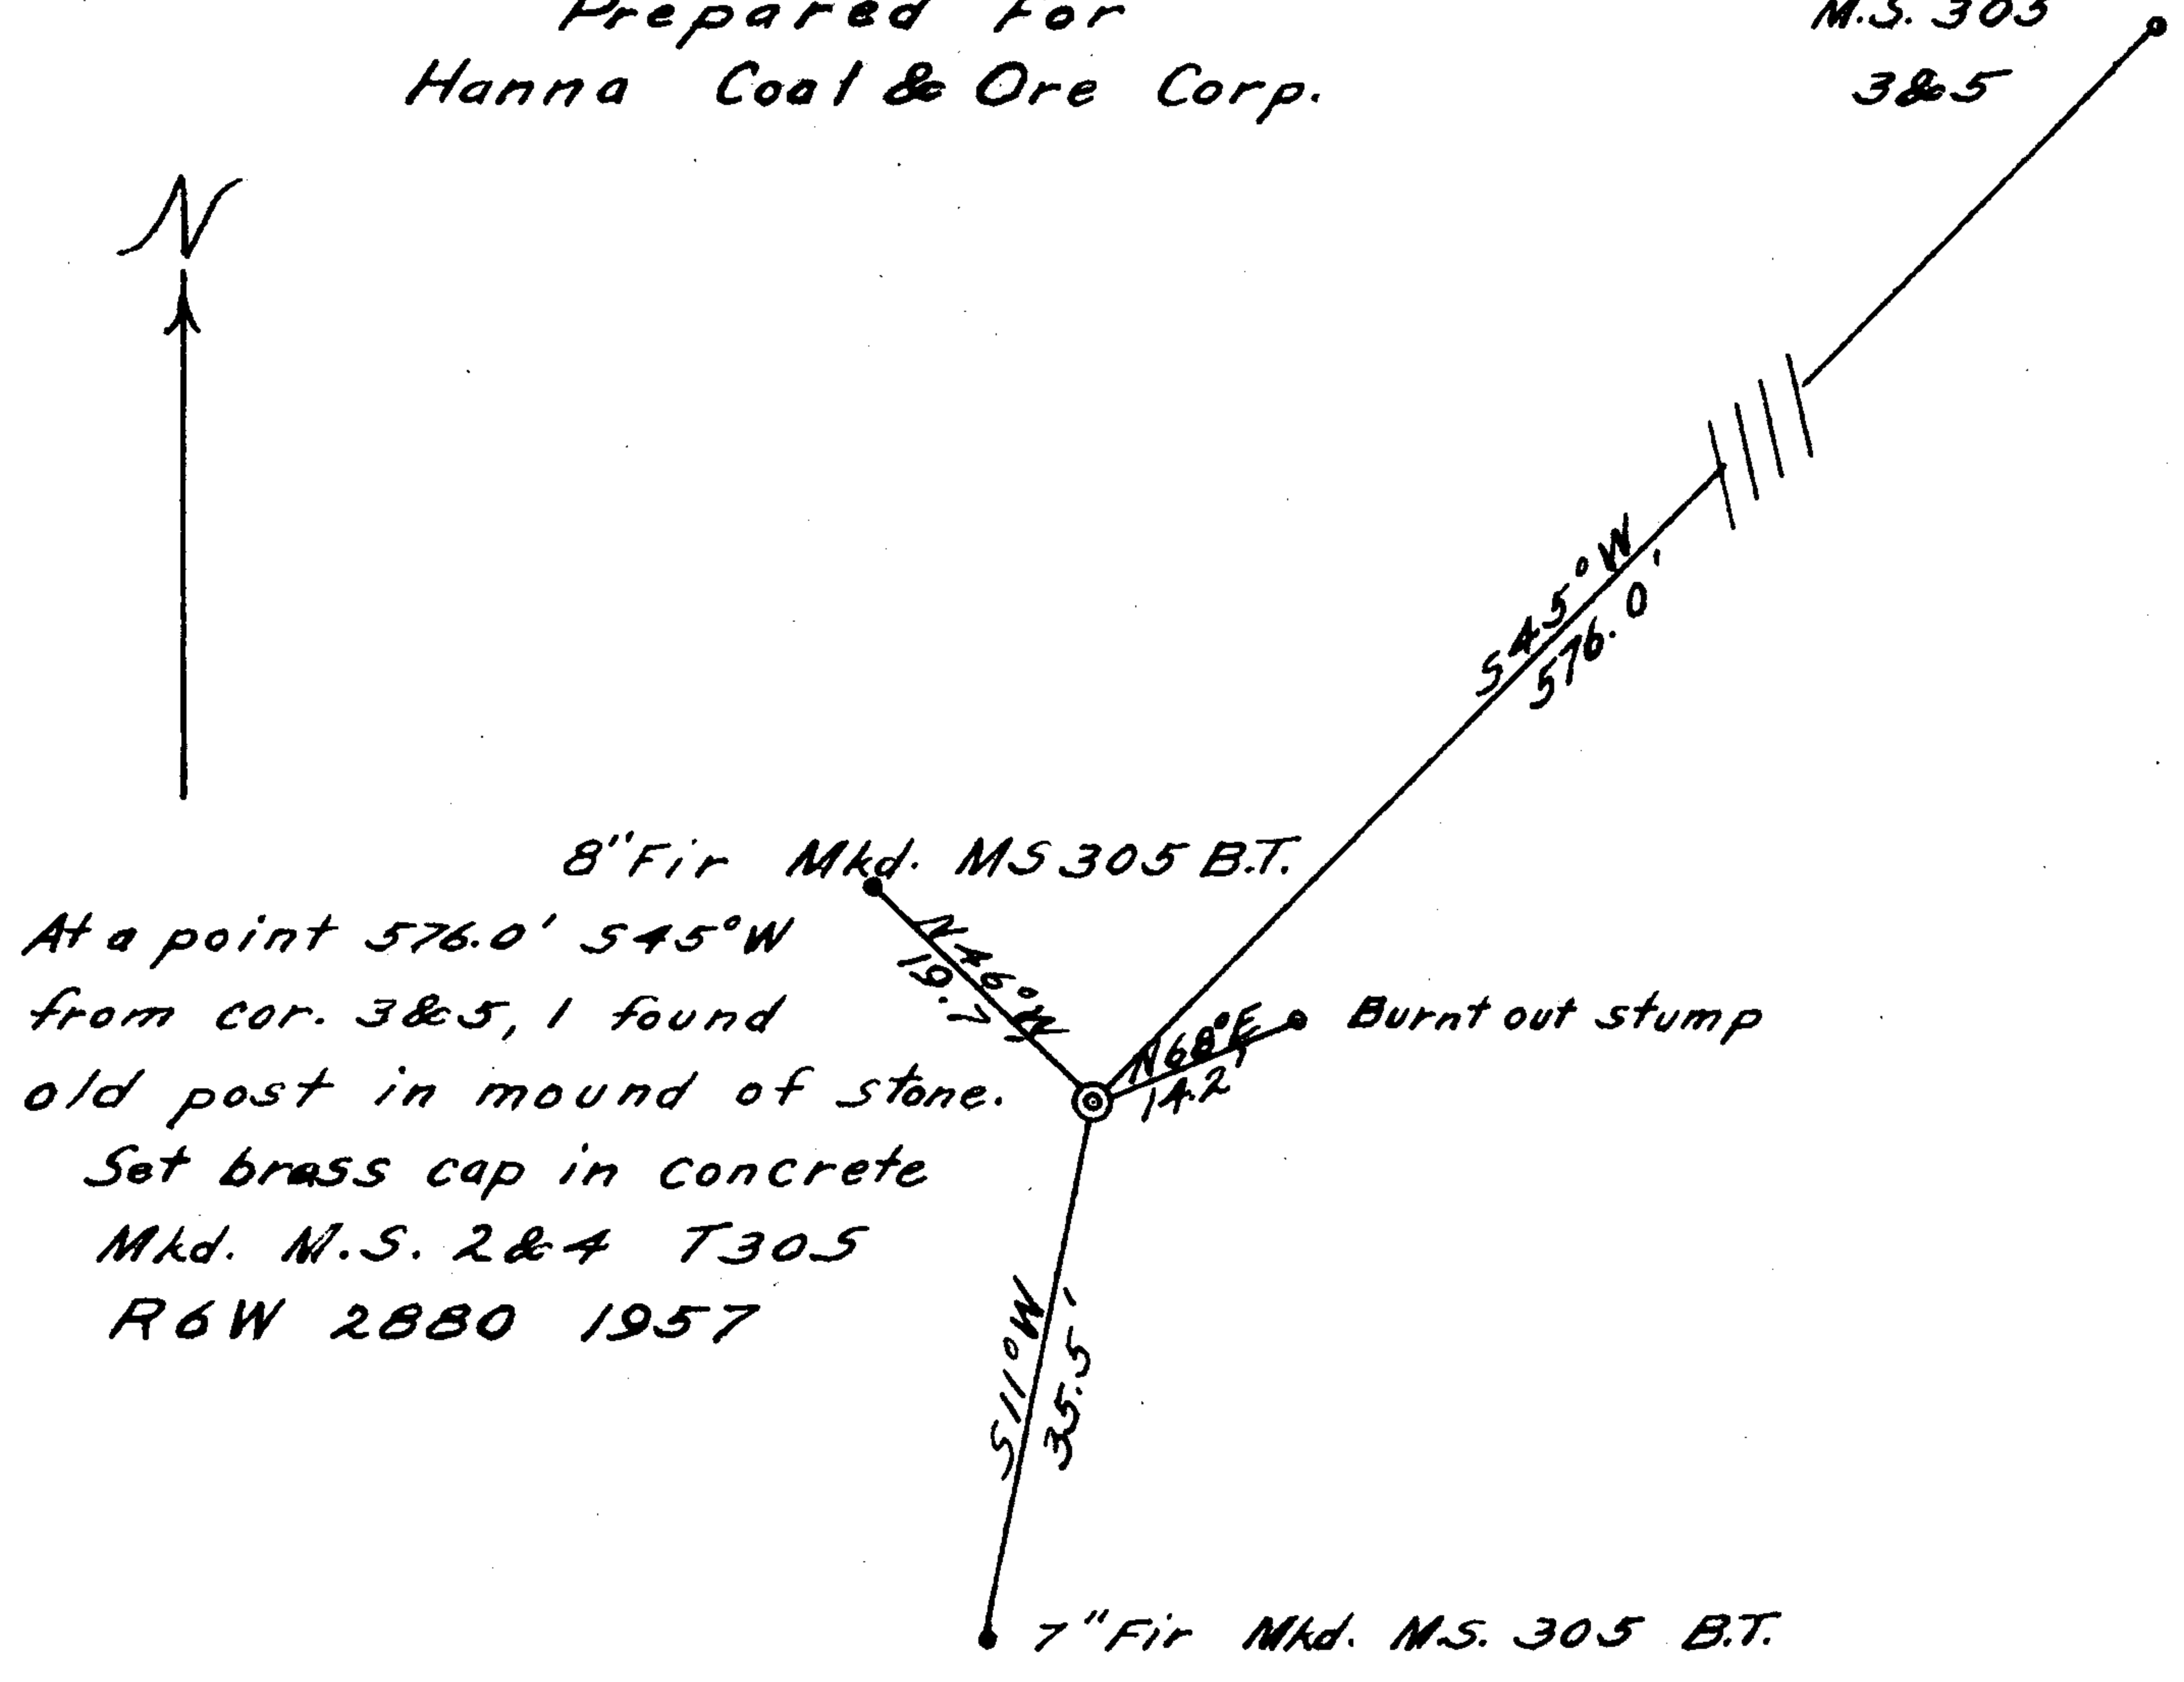 Prepared For
Hanna Coal & Ore Corp.
M.S. 305
3&5
N
S45°W
576.0'
8"Fir Mkd. MS305 B.T.
N46°W
19.7
At a point 576.0' S45°W
from cor. 3&5, I found
old post in mound of stone.
Set brass cap in concrete
Mkd. M.S. 2&4 T30S
R6W 2880 1957
N68°E
14.2'
Burnt out stump
S11°W
35.5'
7"Fir Mkd. M.S. 305 B.T.